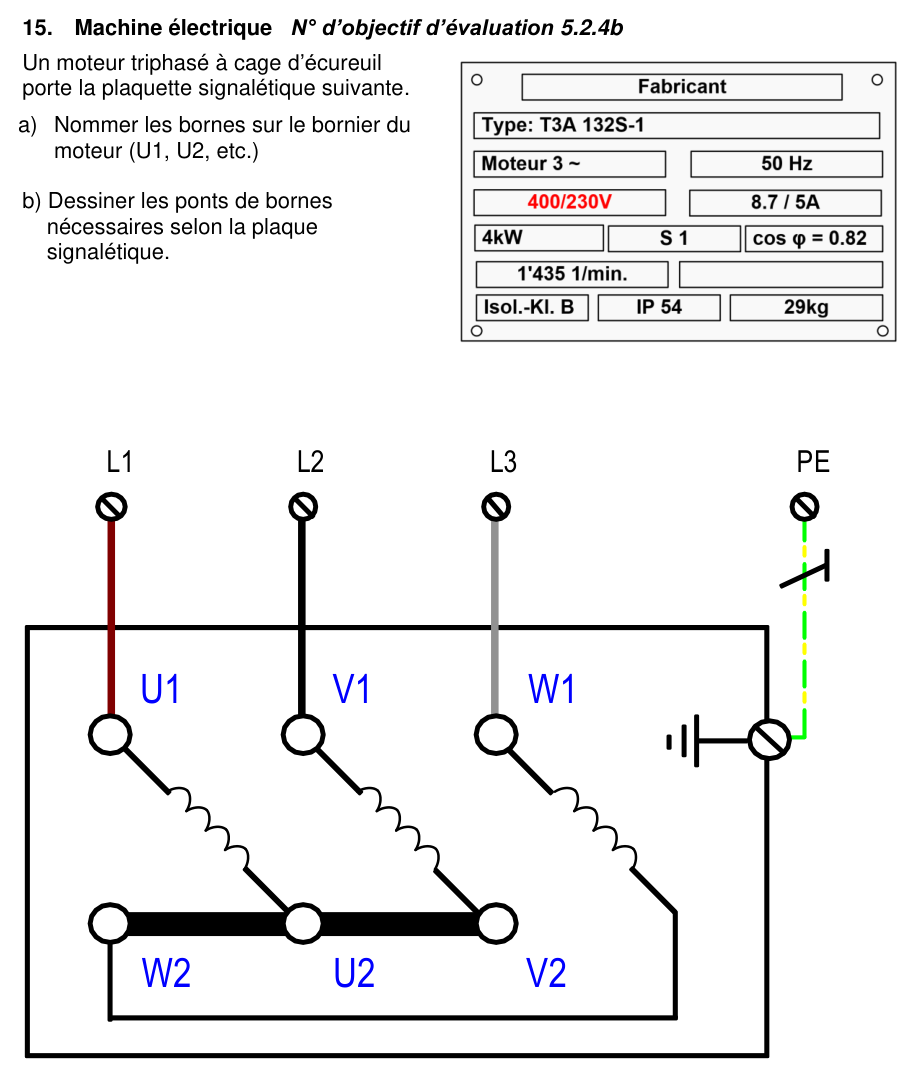 15. Machine électrique N° d’objectif d’évaluation 5.2.4b
Un moteur triphasé à cage d’écureuil
porte la plaquette signalétique suivante.
a) Nommer les bornes sur le bornier du
moteur (U1, U2, etc.)
b) Dessiner les ponts de bornes
nécessaires selon la plaque
signalétique.
Fabricant
Type: T3A 132S-1
Moteur 3 ~ 50 Hz
400/230V 8.7 / 5A
4kW S 1 cos φ = 0.82
1'435 1/min.
Isol.-Kl. B IP 54 29kg
L1 L2 L3 PE
U1 V1 W1
W2 U2 V2